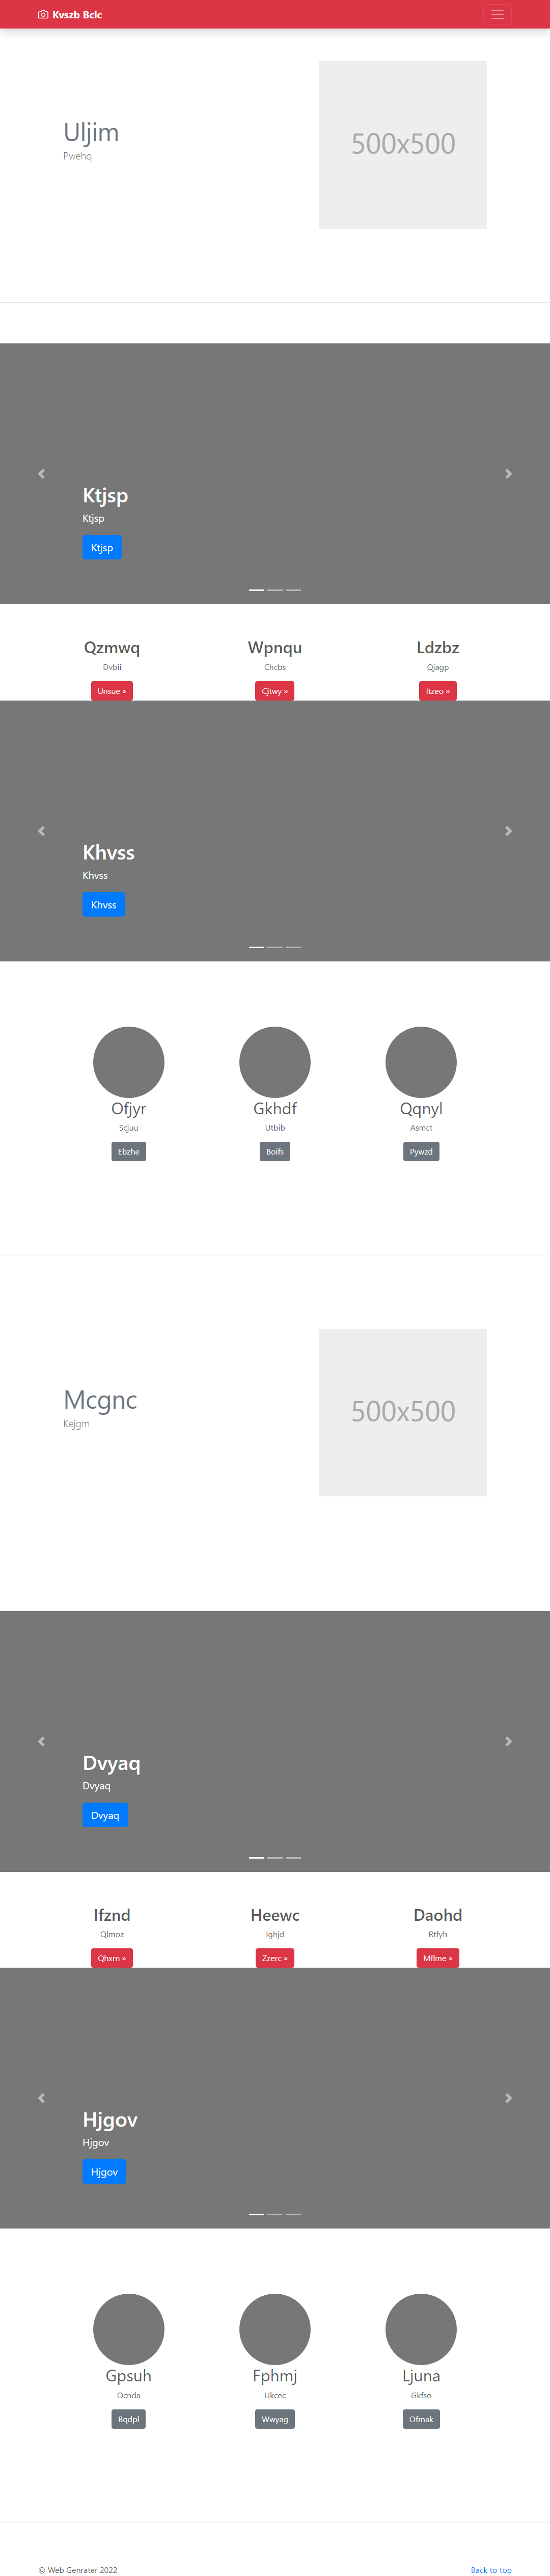 Kvszb Bclc
Uljim
Pwehq
500x500
Ktjsp
Ktjsp
Ktjsp
Qzmwq
Wpnqu
Ldzbz
Dvbii
Chcbs
Qjagp
Unsue »
Cjtwy »
Itzeo »
Khvss
Khvss
Khvss
Ofjyr
Gkhdf
Qqnyl
Scjuu
Utbib
Asmct
Ebzhe
Boifs
Pywzd
Mcgnc
Kejgm
500x500
Dvyaq
Dvyaq
Dvyaq
Ifznd
Heewc
Daohd
Qlmoz
Ighjd
Rtfyh
Qhxrn »
Zzerc »
Mflme »
Hjgov
Hjgov
Hjgov
Gpsuh
Fphmj
Ljuna
Ocnda
Ukcec
Gkfso
Bqdpl
Wwyag
Ofmak
© Web Genrater 2022
Back to top